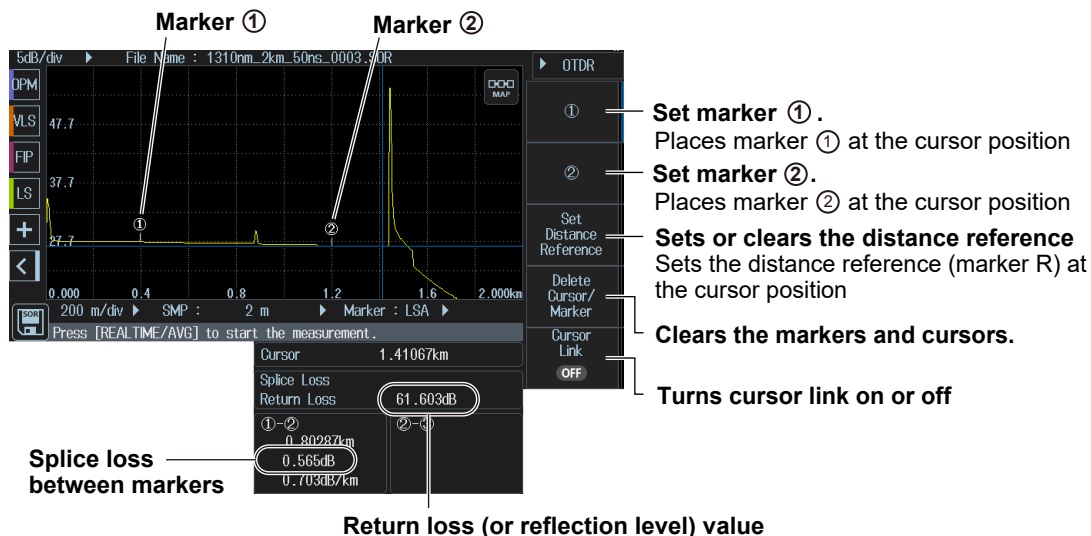 Marker ①
Marker ②
5dB/div ▶ File Name : 1310nm_2km_50ns_0003.SOR
▶ OTDR
OPM
MAP
VLS
47.7
FIP
37.7
LS
27.7
①
②
0.000 0.4 0.8 1.2 1.6 2.000km
200 m/div ▶ SMP : 2 m ▶ Marker : LSA ▶
SOR
Press [REALTIME/AVG] to start the measurement.
①
②
Set
Distance
Reference
Delete
Cursor/
Marker
Cursor
Link
OFF
Set marker ①.
Places marker ① at the cursor position
Set marker ②.
Places marker ② at the cursor position
Sets or clears the distance reference
Sets the distance reference (marker R) at
the cursor position
Clears the markers and cursors.
Turns cursor link on or off
Cursor 1.41067km
Splice Loss
Return Loss 61.603dB
①-② ②-③
0.80287km
0.565dB
0.703dB/km
Splice loss
between markers
Return loss (or reflection level) value